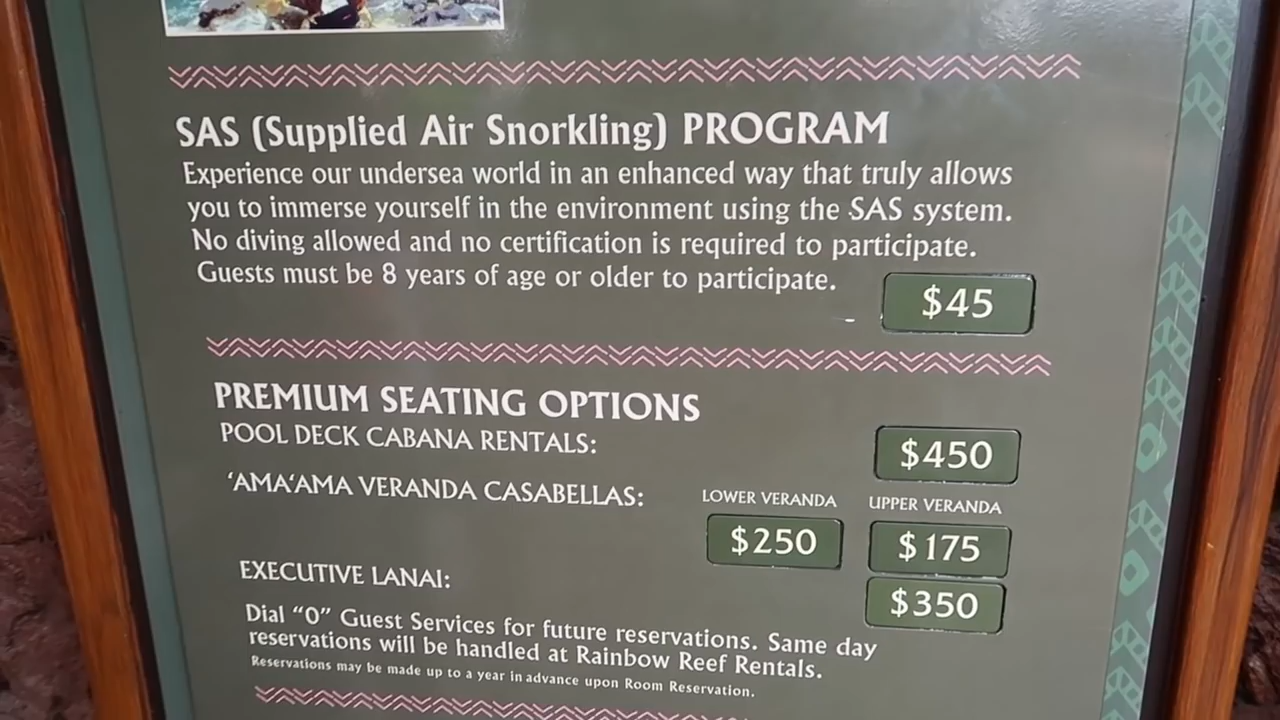 SAS (Supplied Air Snorkling) PROGRAM
Experience our undersea world in an enhanced way that truly allows
you to immerse yourself in the environment using the SAS system.
No diving allowed and no certification is required to participate.
Guests must be 8 years of age or older to participate.
$45
PREMIUM SEATING OPTIONS
POOL DECK CABANA RENTALS:
$450
‘AMA‘AMA VERANDA CASABELLAS:
LOWER VERANDA
UPPER VERANDA
$250
$175
EXECUTIVE LANAI:
$350
Dial “0” Guest Services for future reservations. Same day
reservations will be handled at Rainbow Reef Rentals.
Reservations may be made up to a year in advance upon Room Reservation.